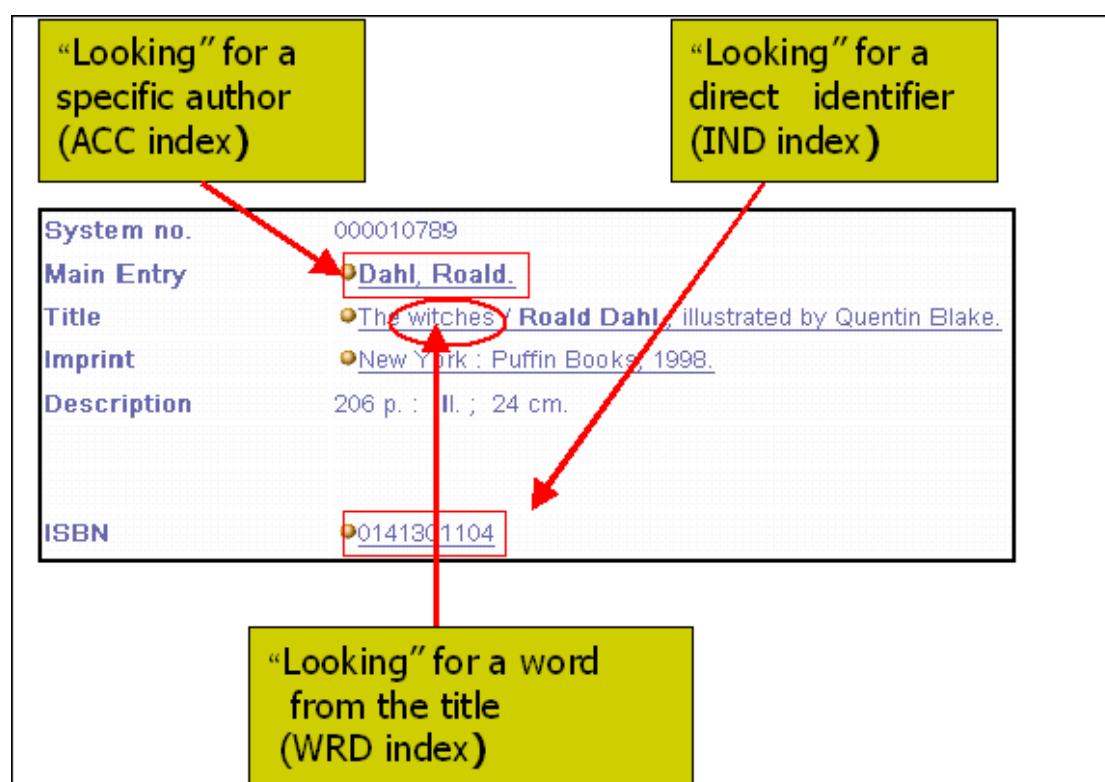 “Looking” for a
specific author
(ACC index)
“Looking” for a
direct identifier
(IND index)
System no. 000010789
Main Entry Dahl, Roald.
Title The witches / Roald Dahl ; illustrated by Quentin Blake.
Imprint New York : Puffin Books, 1998.
Description 206 p. : ill. ; 24 cm.
ISBN 0141301104
“Looking” for a word
from the title
(WRD index)